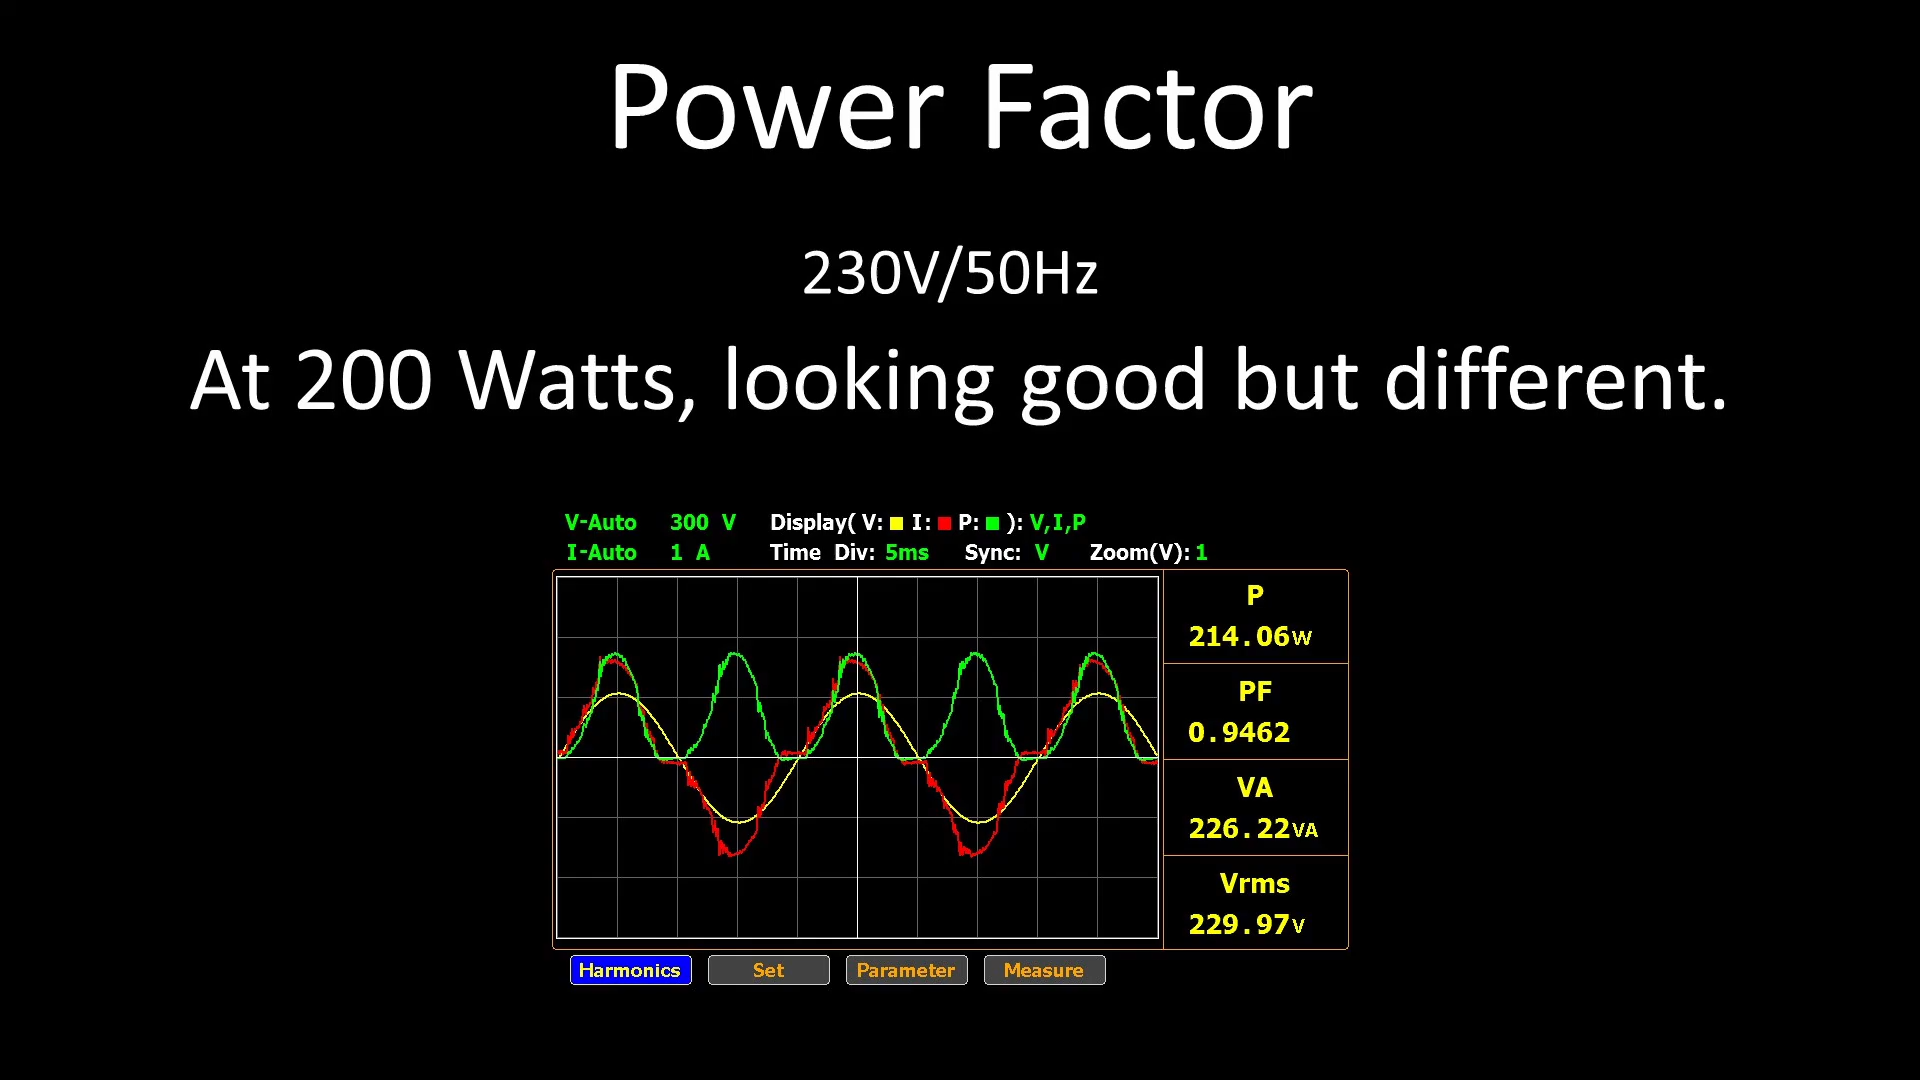 Power Factor
230V/50Hz
At 200 Watts, looking good but different.
V-Auto 300 V Display( V: I: P: ): V,I,P
I-Auto 1 A Time Div: 5ms Sync: V Zoom(V): 1
P
214.06W
PF
0.9462
VA
226.22VA
Vrms
229.97V
Harmonics Set Parameter Measure